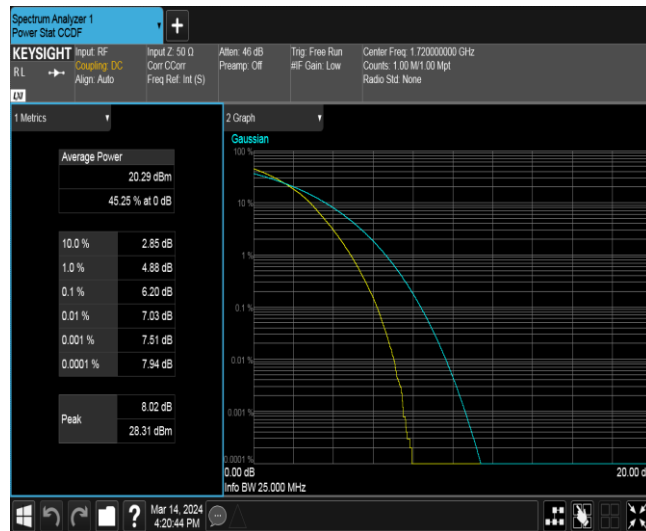 Spectrum Analyzer 1
Power Stat CCDF
+
KEYSIGHT
RL
LXI
Input: RF
Coupling: DC
Align: Auto
Input Z: 50 Ω
Corr CCorr
Freq Ref: Int (S)
Atten: 46 dB
Preamp: Off
Trig: Free Run
#IF Gain: Low
Center Freq: 1.720000000 GHz
Counts: 1.00 M/1.00 Mpt
Radio Std: None
1 Metrics
Average Power
20.29 dBm
45.25 % at 0 dB
10.0 % 2.85 dB
1.0 % 4.88 dB
0.1 % 6.20 dB
0.01 % 7.03 dB
0.001 % 7.51 dB
0.0001 % 7.94 dB
Peak
8.02 dB
28.31 dBm
2 Graph
Gaussian
100 %
10 %
1 %
0.1 %
0.01 %
0.001 %
0.0001 %
0.00 dB
20.00 d
Info BW 25.000 MHz
?
Mar 14, 2024
4:20:44 PM